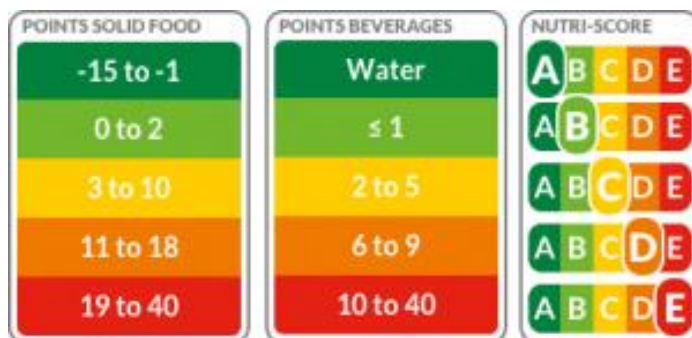 POINTS SOLID FOOD
-15 to -1
0 to 2
3 to 10
11 to 18
19 to 40
POINTS BEVERAGES
Water
≤ 1
2 to 5
6 to 9
10 to 40
NUTRI-SCORE
A B C D E
A B C D E
A B C D E
A B C D E
A B C D E